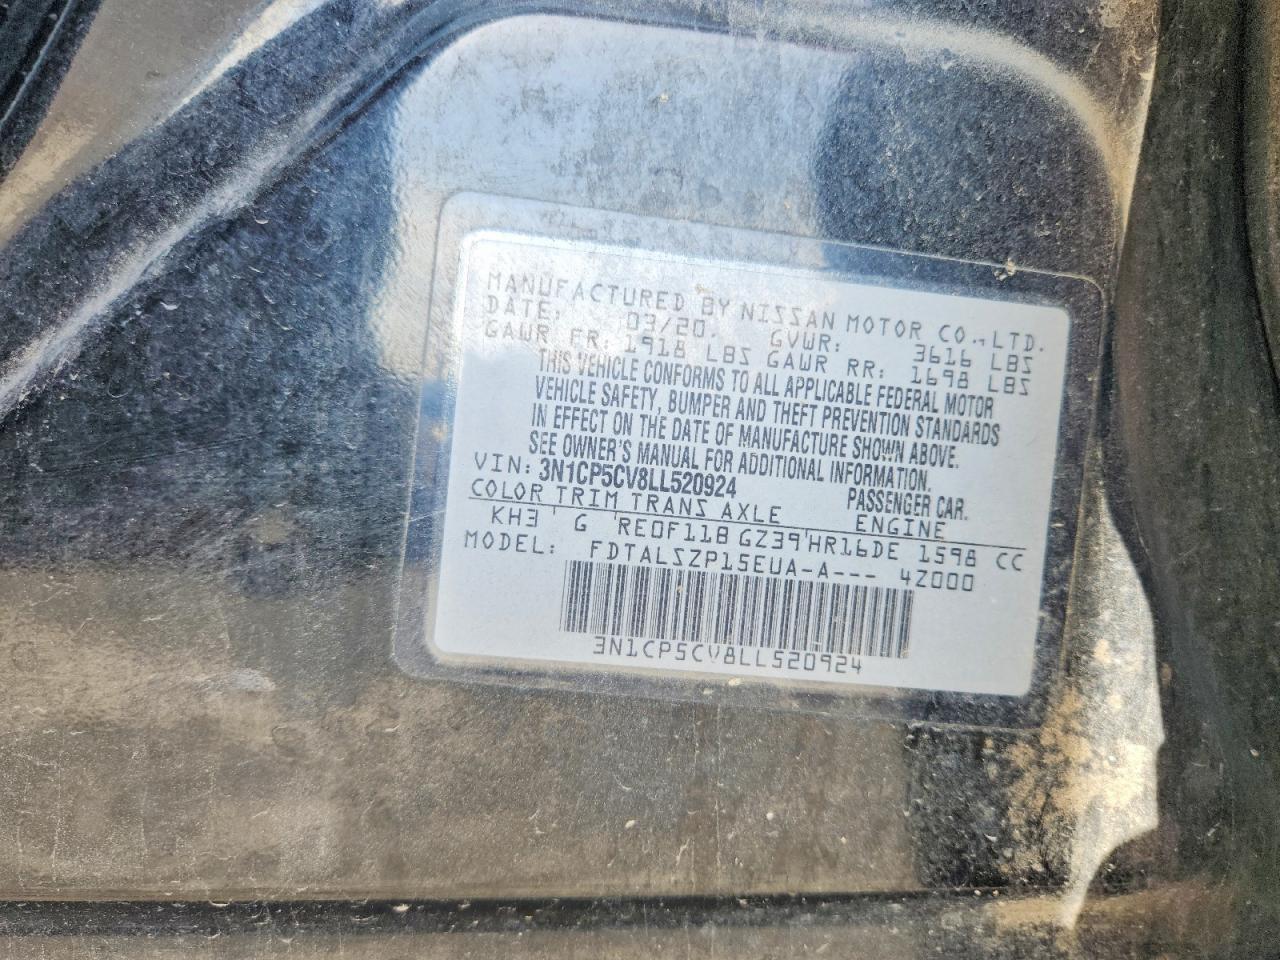 MANUFACTURED BY NISSAN MOTOR CO.,LTD.
DATE: 03/20 GVWR: 3616 LBS
GAWR FR: 1918 LBS GAWR RR: 1698 LBS
THIS VEHICLE CONFORMS TO ALL APPLICABLE FEDERAL MOTOR
VEHICLE SAFETY, BUMPER AND THEFT PREVENTION STANDARDS
IN EFFECT ON THE DATE OF MANUFACTURE SHOWN ABOVE.
SEE OWNER'S MANUAL FOR ADDITIONAL INFORMATION.
VIN: 3N1CP5CV8LL520924 PASSENGER CAR.
COLOR TRIM TRANS AXLE ENGINE
KH3 ' G 'RE0F11B GZ39'HR16DE 1598 CC
MODEL: FDTALSZP15EUA-A--- 4Z000
3N1CP5CV8LL520924